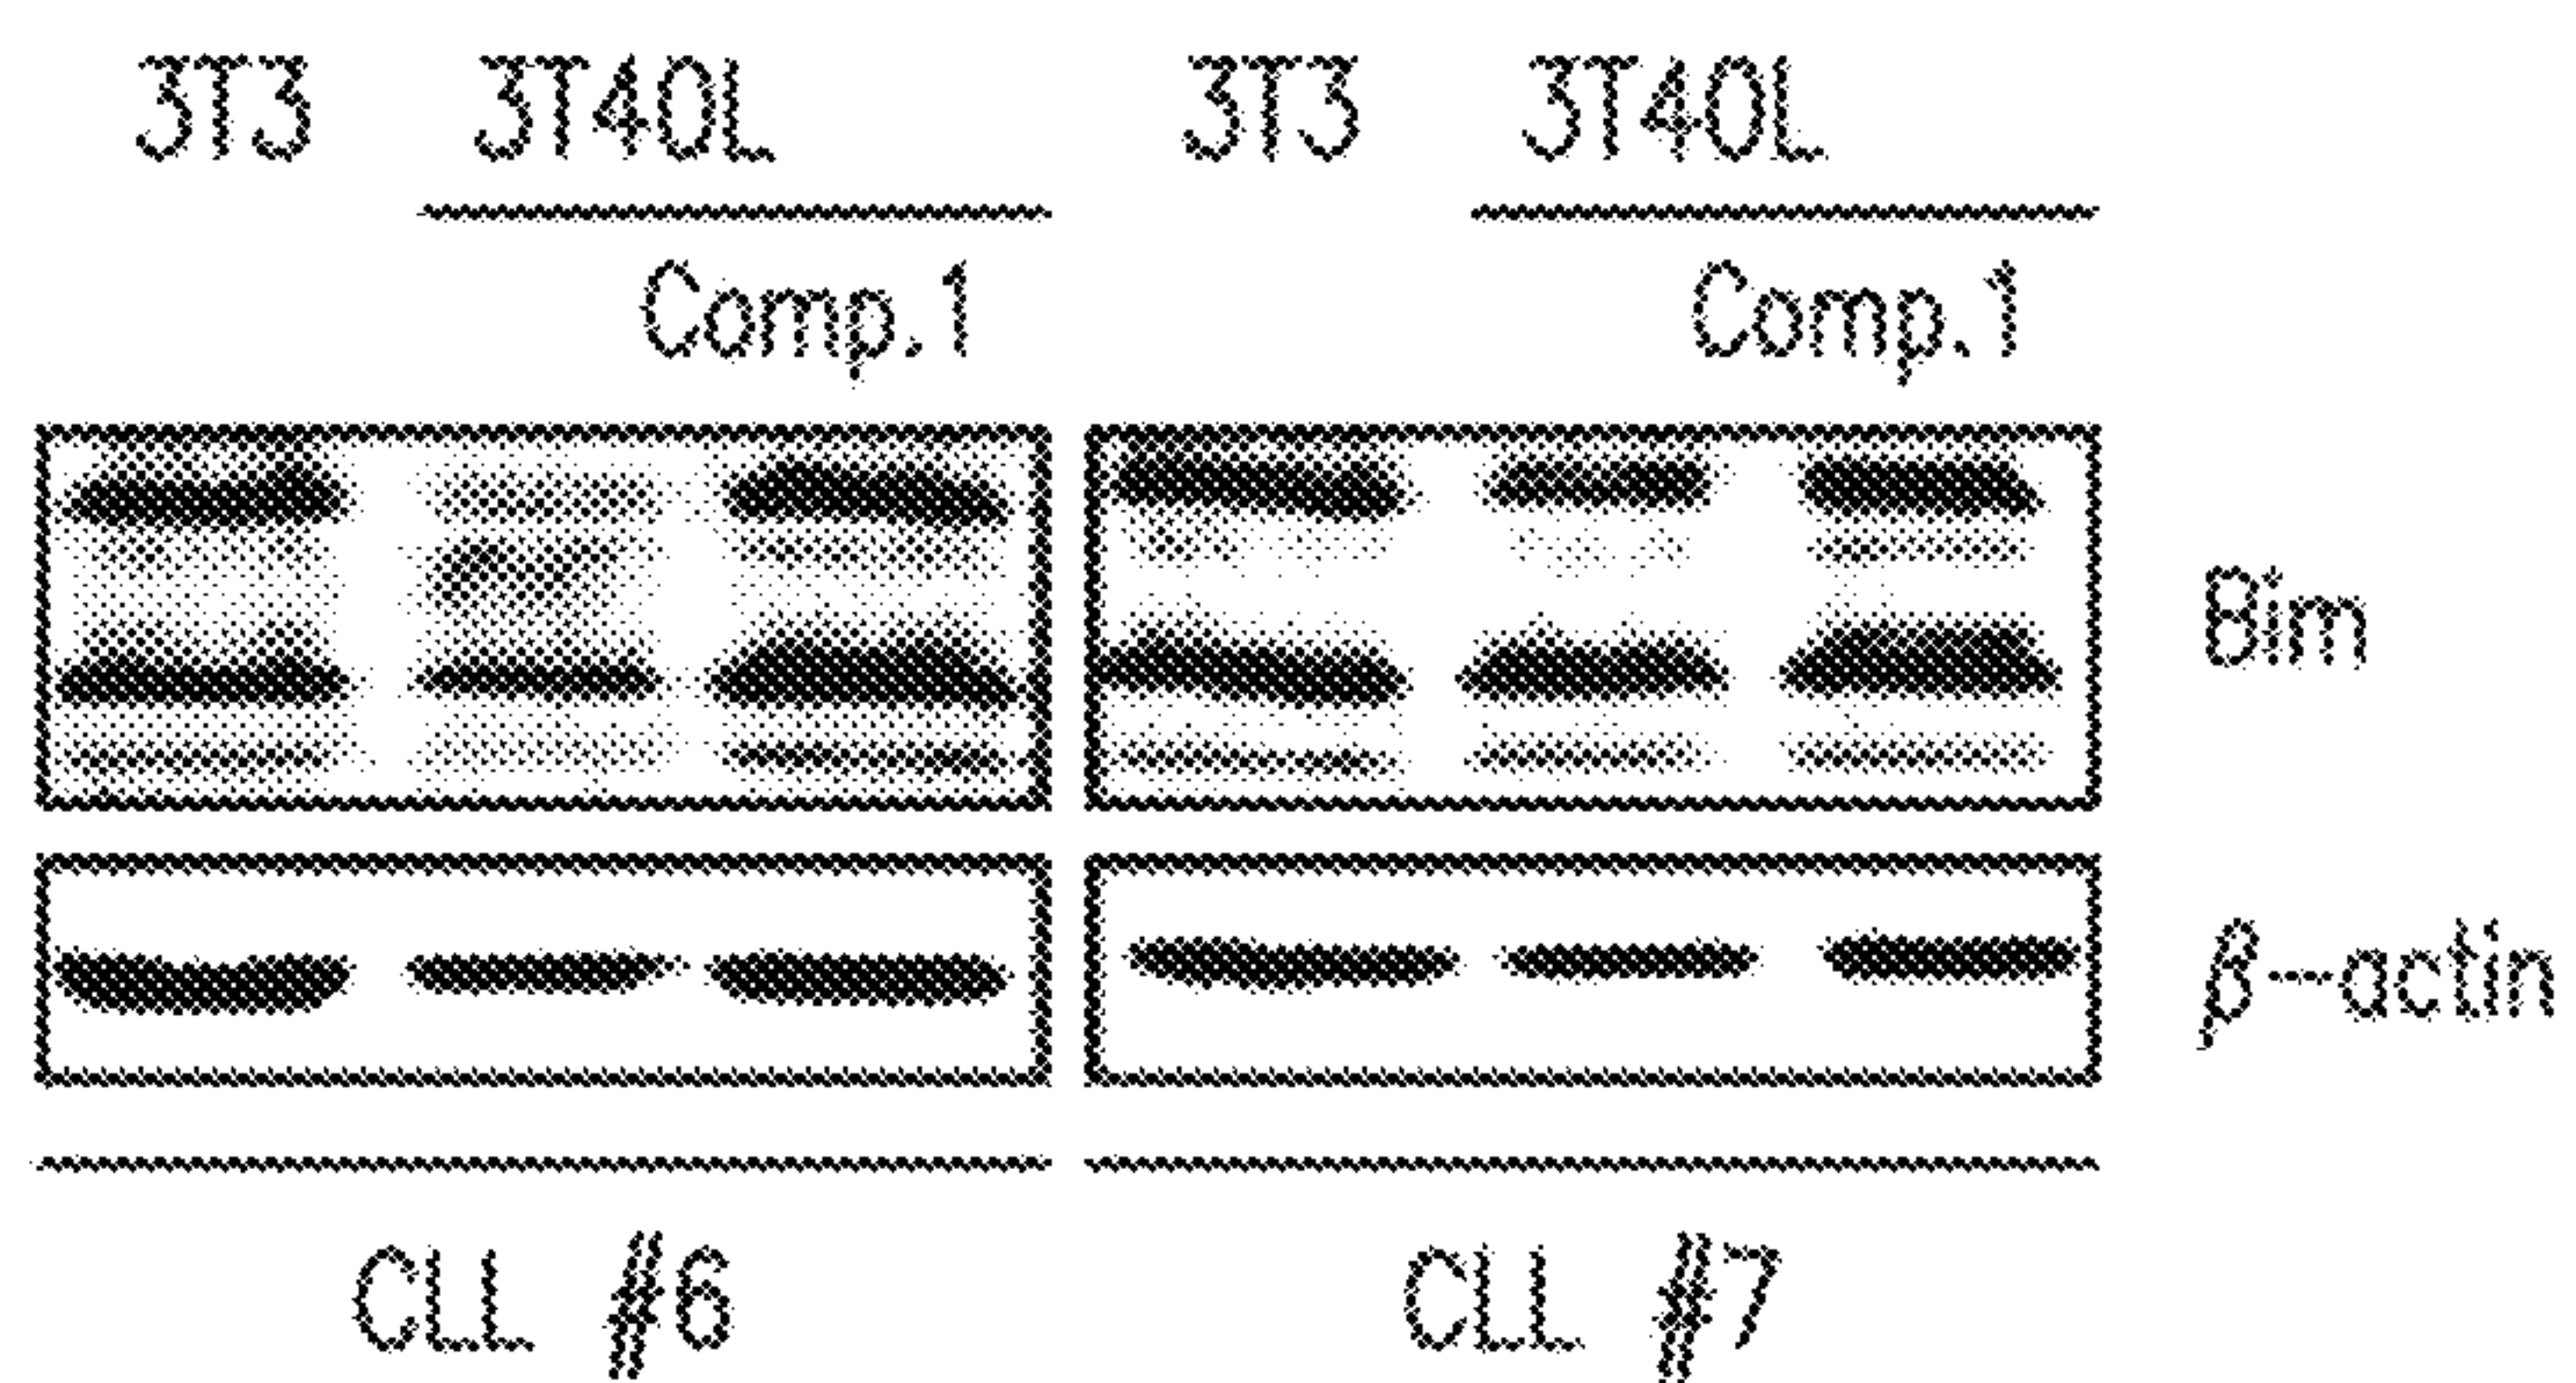 3T3 3T40L 3T3 3T40L
Comp.1 Comp.1
Bim
β-actin
CLL #6 CLL #7